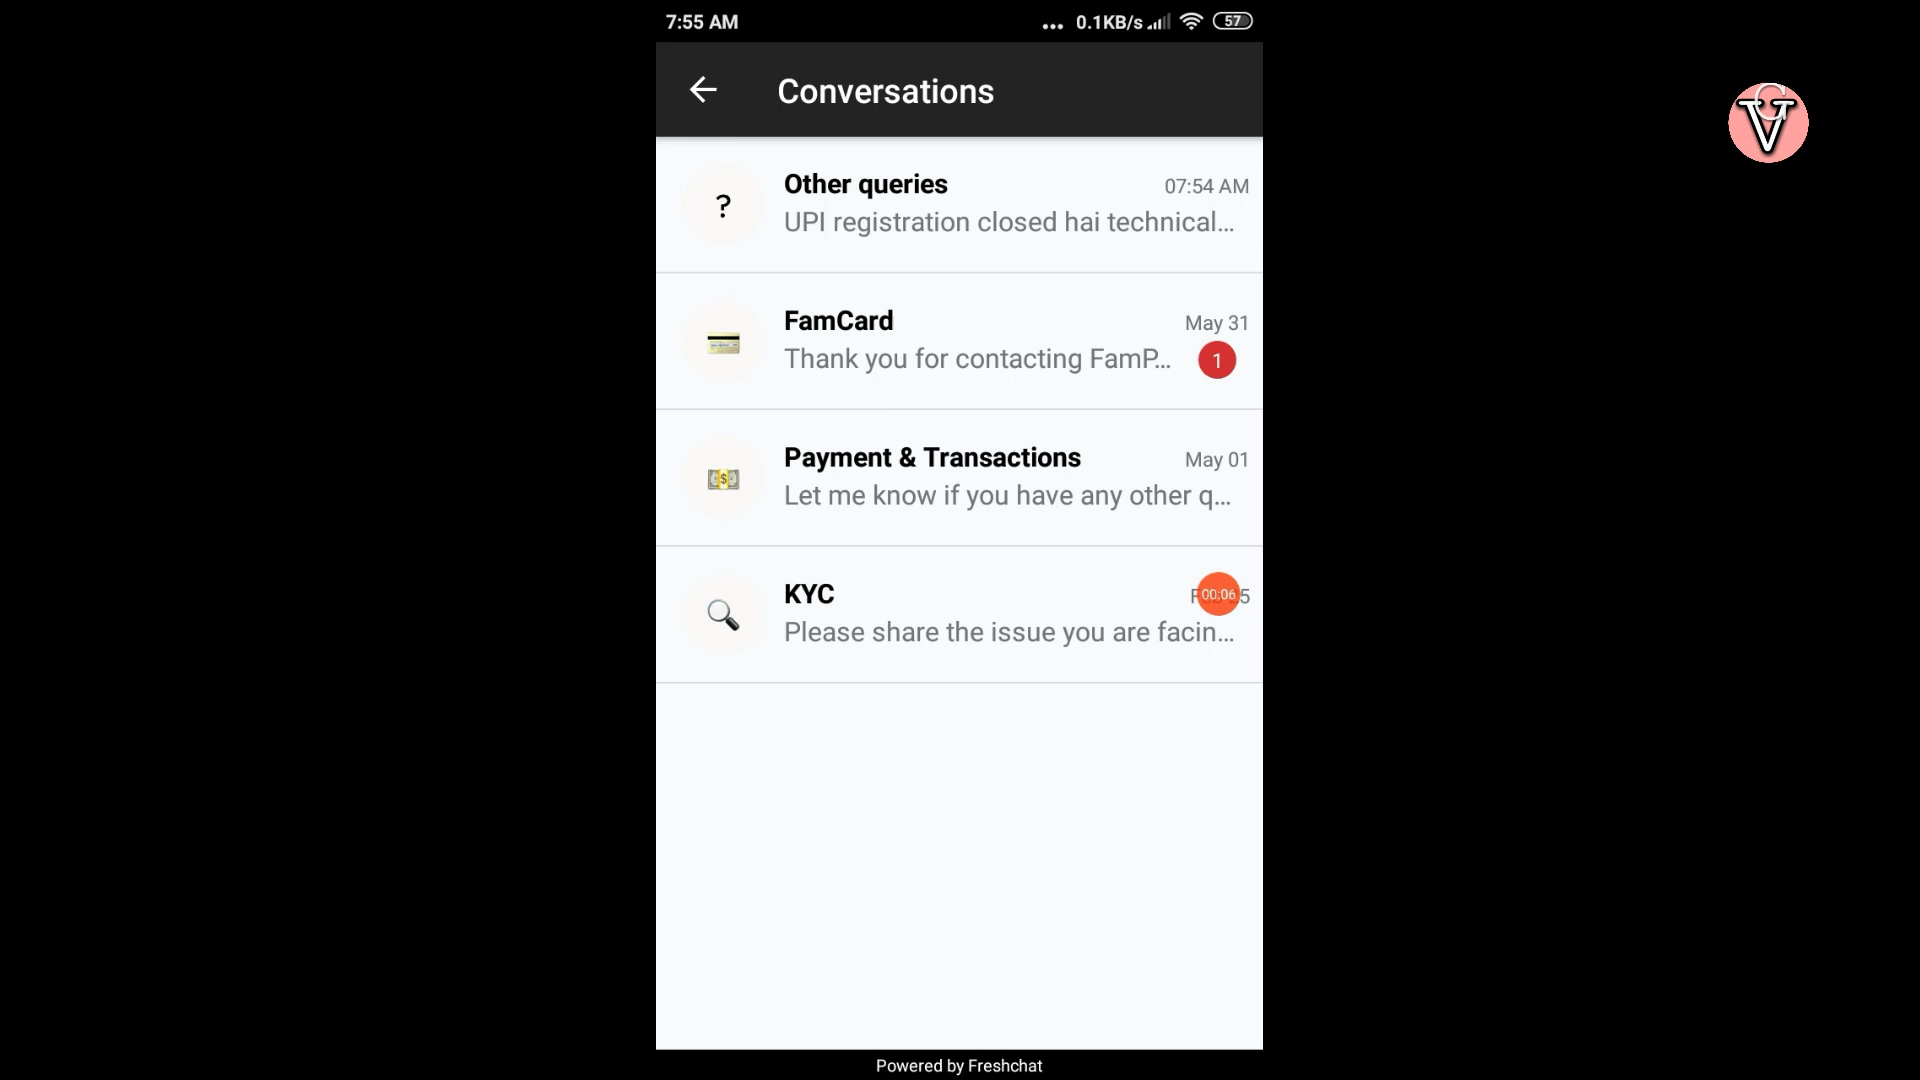 7:55 AM
... 0.1KB/s 57
Conversations
Other queries 07:54 AM
? UPI registration closed hai technical...
FamCard May 31
Thank you for contacting FamP... 1
Payment & Transactions May 01
Let me know if you have any other q...
KYC 00:06
Please share the issue you are facin...
Powered by Freshchat
VG